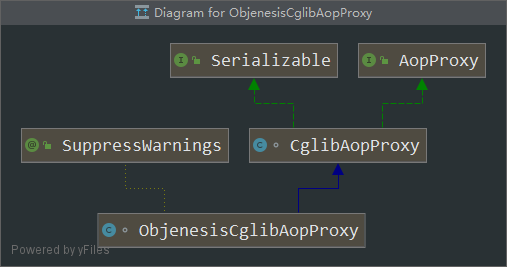 Diagram for ObjenesisCglibAopProxy
I Serializable
I AopProxy
@ SuppressWarnings
C CglibAopProxy
C ObjenesisCglibAopProxy
Powered by yFiles